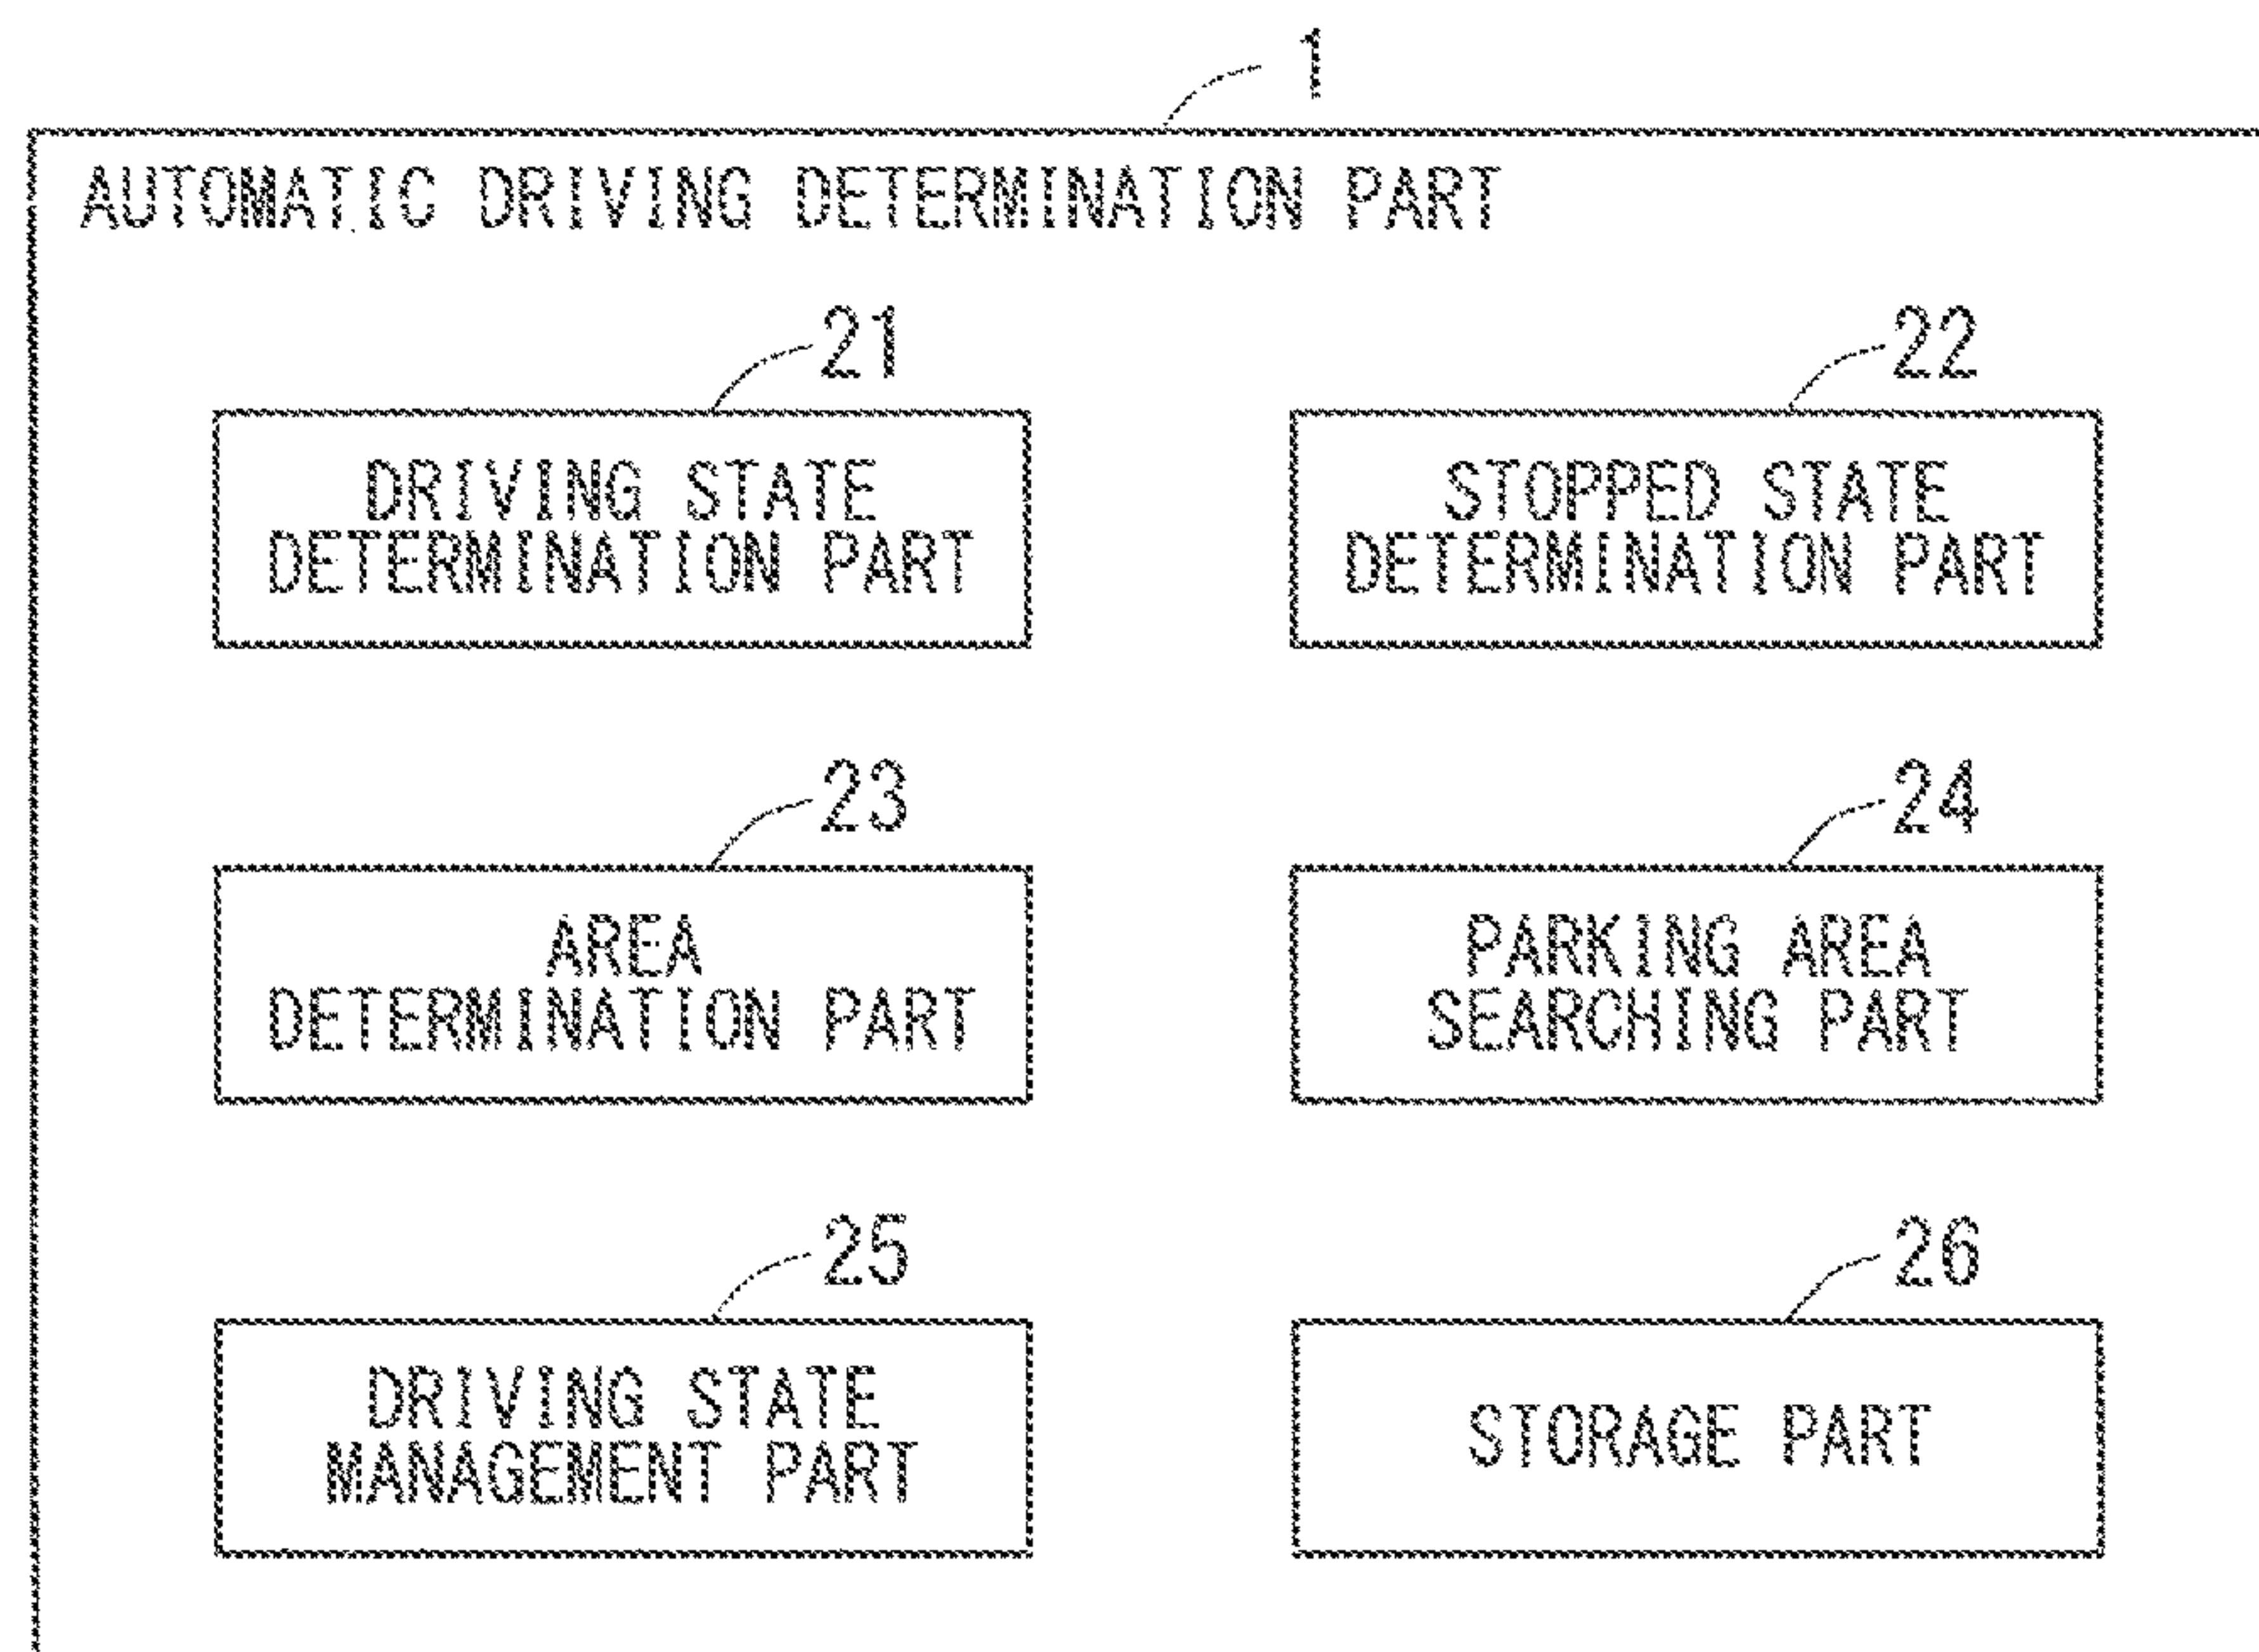 1
AUTOMATIC DRIVING DETERMINATION PART
21
DRIVING STATE
DETERMINATION PART
22
STOPPED STATE
DETERMINATION PART
23
AREA
DETERMINATION PART
24
PARKING AREA
SEARCHING PART
25
DRIVING STATE
MANAGEMENT PART
26
STORAGE PART